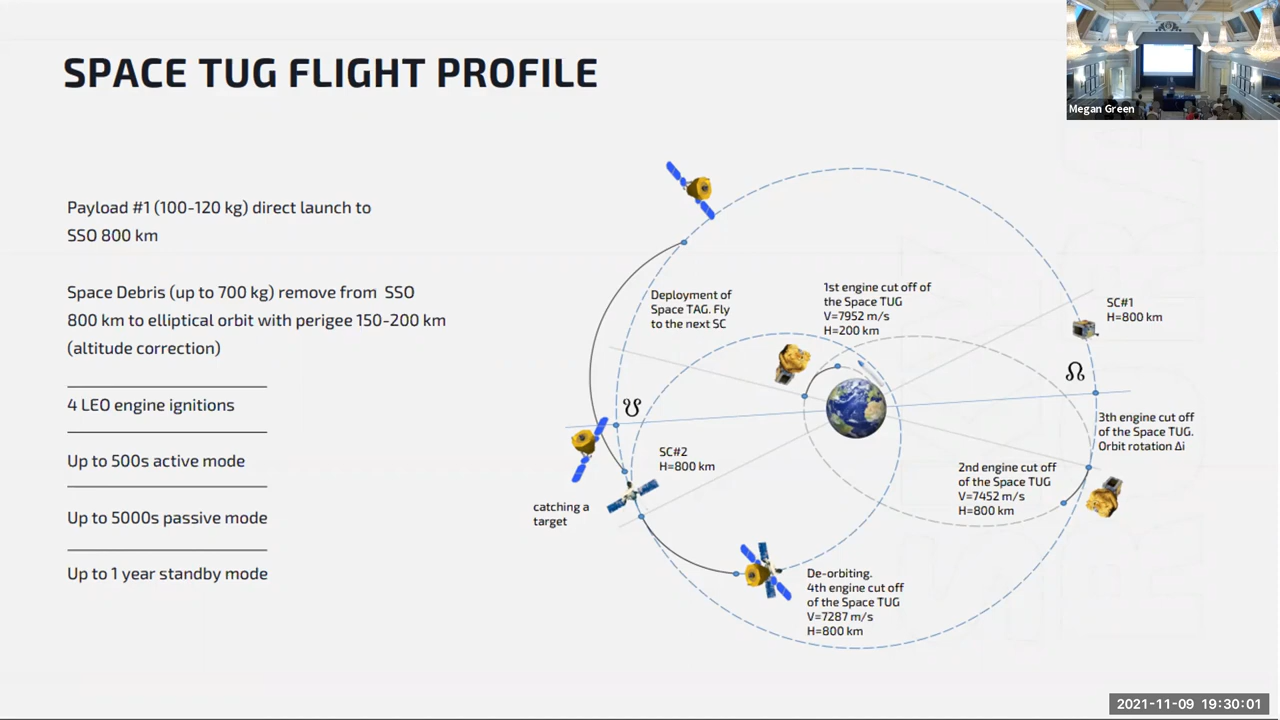 SPACE TUG FLIGHT PROFILE
Megan Green
Payload #1 (100-120 kg) direct launch to
SSO 800 km
Space Debris (up to 700 kg) remove from SSO
800 km to elliptical orbit with perigee 150-200 km
(altitude correction)
4 LEO engine ignitions
Up to 500s active mode
Up to 5000s passive mode
Up to 1 year standby mode
Deployment of
Space TAG. Fly
to the next SC
1st engine cut off of
the Space TUG
V=7952 m/s
H=200 km
SC#1
H=800 km
☊
☋
3th engine cut off
of the Space TUG.
Orbit rotation Δi
SC#2
H=800 km
2nd engine cut off
of the Space TUG
V=7452 m/s
H=800 km
catching a
target
De-orbiting.
4th engine cut off
of the Space TUG
V=7287 m/s
H=800 km
2021-11-09 19:30:01